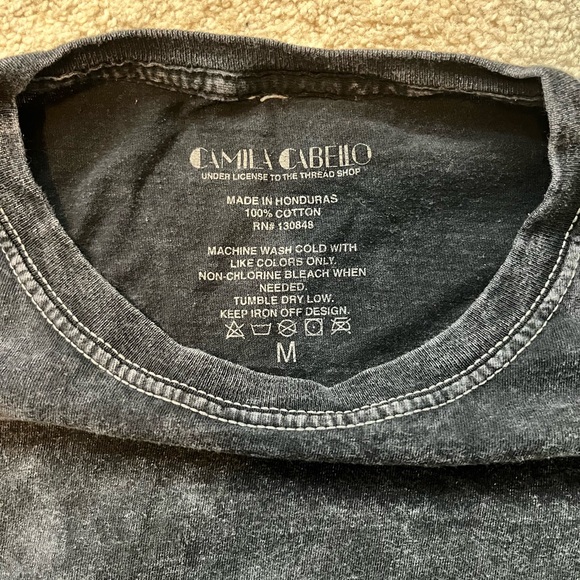 CAMILA CABELLO
UNDER LICENSE TO THE THREAD SHOP
MADE IN HONDURAS
100% COTTON
RN# 130848
MACHINE WASH COLD WITH
LIKE COLORS ONLY.
NON-CHLORINE BLEACH WHEN
NEEDED.
TUMBLE DRY LOW.
KEEP IRON OFF DESIGN.
M